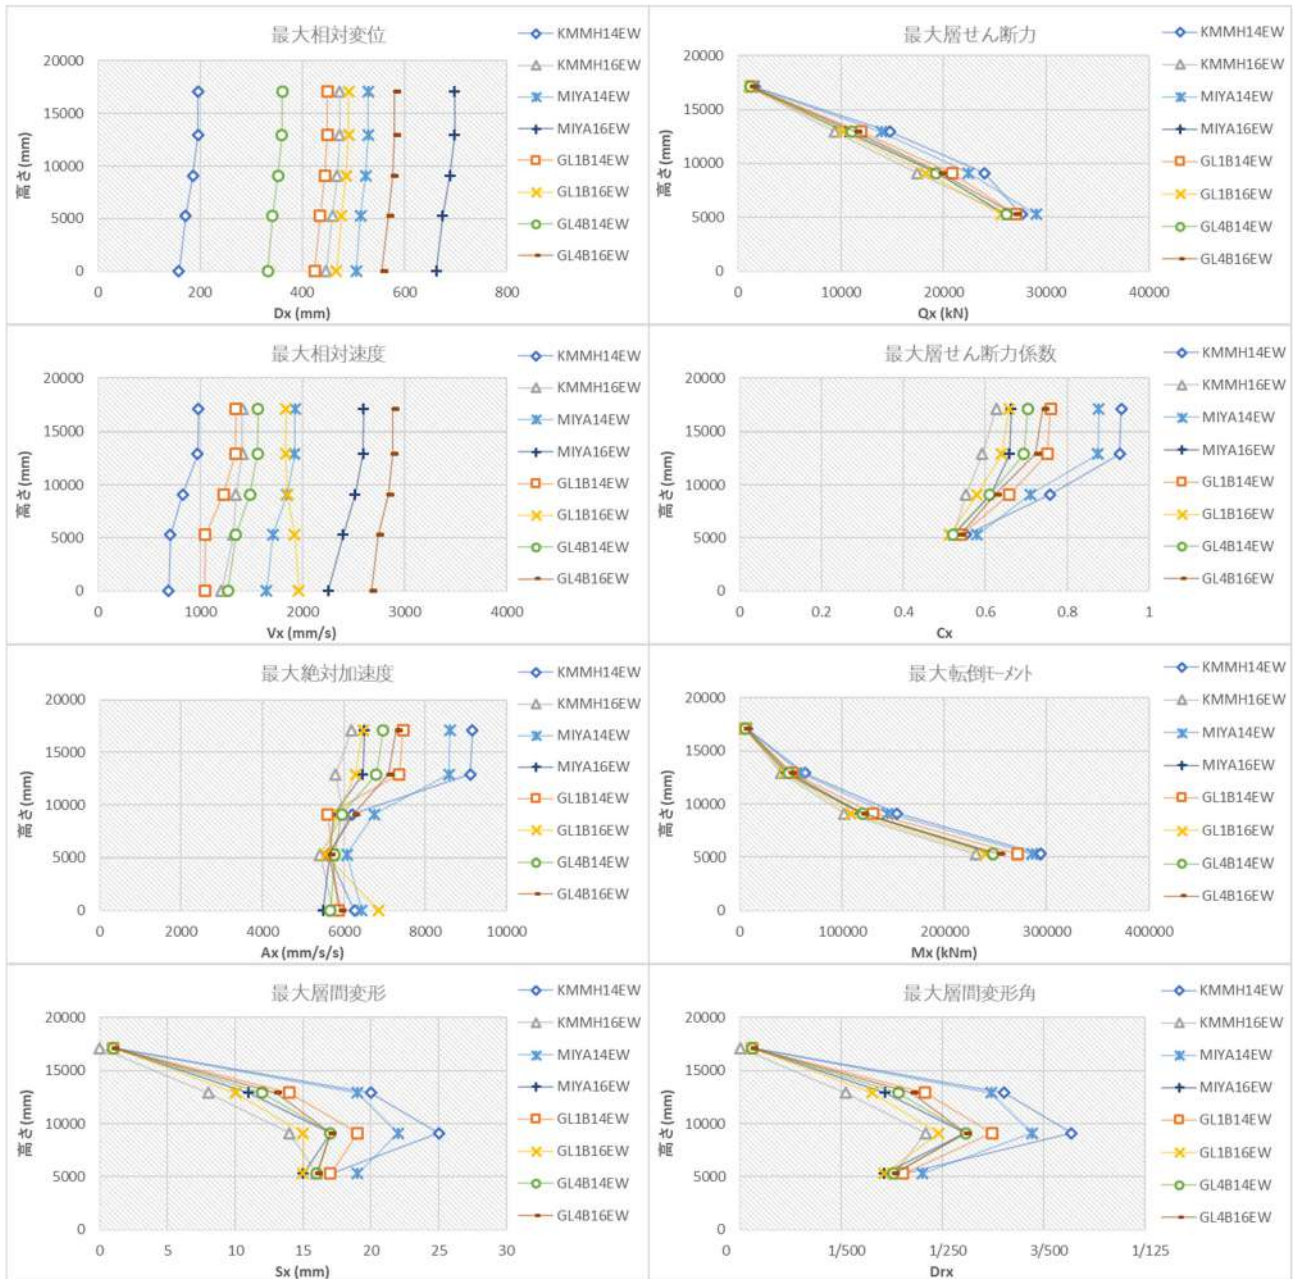 最大相対変位
20000
15000
10000
5000
0
高さ(mm)
0 200 400 600 800
Dx (mm)
KMMH14EW
KMMH16EW
MIYA14EW
MIYA16EW
GL1B14EW
GL1B16EW
GL4B14EW
GL4B16EW
最大層せん断力
20000
15000
10000
5000
0
高さ(mm)
0 10000 20000 30000 40000
Qx (kN)
KMMH14EW
KMMH16EW
MIYA14EW
MIYA16EW
GL1B14EW
GL1B16EW
GL4B14EW
GL4B16EW
最大相対速度
20000
15000
10000
5000
0
高さ(mm)
0 1000 2000 3000 4000
Vx (mm/s)
KMMH14EW
KMMH16EW
MIYA14EW
MIYA16EW
GL1B14EW
GL1B16EW
GL4B14EW
GL4B16EW
最大層せん断力係数
20000
15000
10000
5000
0
高さ(mm)
0 0.2 0.4 0.6 0.8 1
Cx
KMMH14EW
KMMH16EW
MIYA14EW
MIYA16EW
GL1B14EW
GL1B16EW
GL4B14EW
GL4B16EW
最大絶対加速度
20000
15000
10000
5000
0
高さ(mm)
0 2000 4000 6000 8000 10000
Ax (mm/s/s)
KMMH14EW
KMMH16EW
MIYA14EW
MIYA16EW
GL1B14EW
GL1B16EW
GL4B14EW
GL4B16EW
最大転倒ﾓｰﾒﾝﾄ
20000
15000
10000
5000
0
高さ(mm)
0 100000 200000 300000 400000
Mx (kNm)
KMMH14EW
KMMH16EW
MIYA14EW
MIYA16EW
GL1B14EW
GL1B16EW
GL4B14EW
GL4B16EW
最大層間変形
20000
15000
10000
5000
0
高さ(mm)
0 5 10 15 20 25 30
Sx (mm)
KMMH14EW
KMMH16EW
MIYA14EW
MIYA16EW
GL1B14EW
GL1B16EW
GL4B14EW
GL4B16EW
最大層間変形角
20000
15000
10000
5000
0
高さ(mm)
0 1/500 1/250 3/500 1/125
Drx
KMMH14EW
KMMH16EW
MIYA14EW
MIYA16EW
GL1B14EW
GL1B16EW
GL4B14EW
GL4B16EW